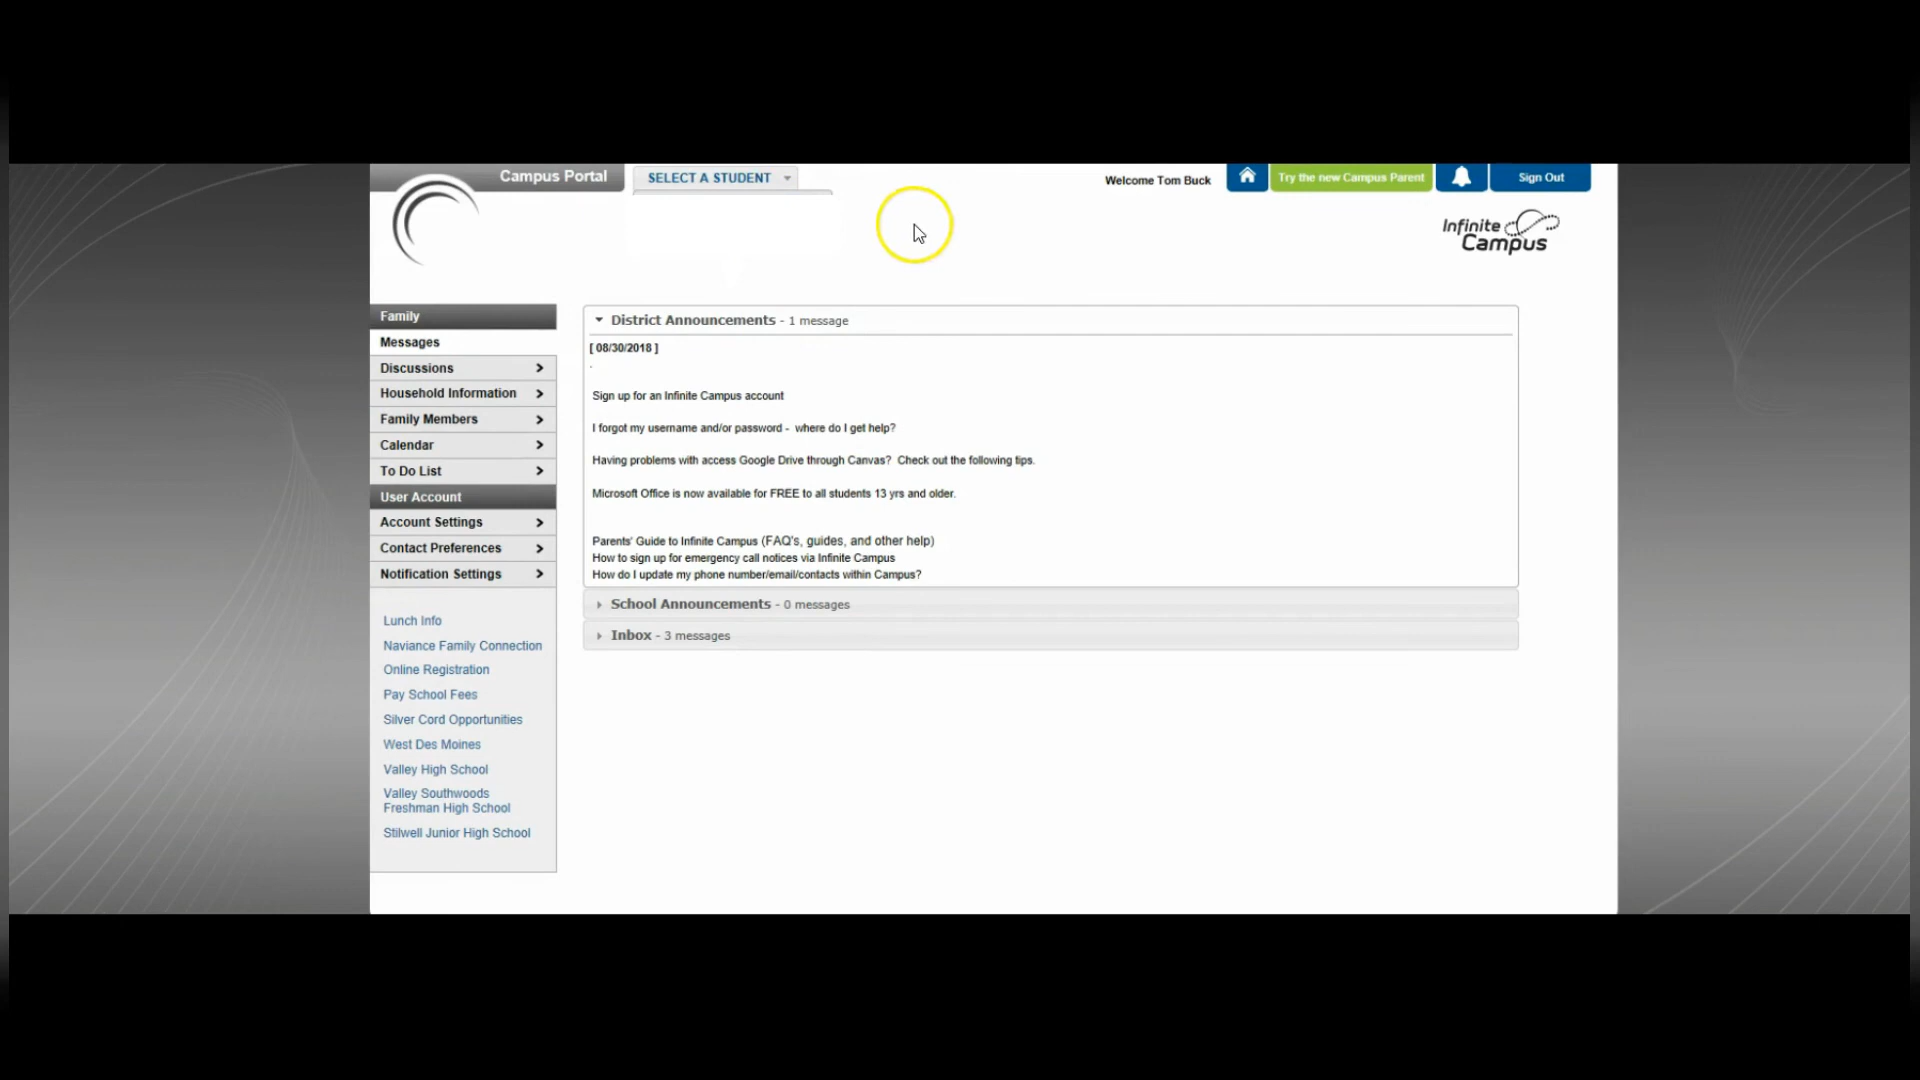 Campus Portal
SELECT A STUDENT
Welcome Tom Buck
Try the new Campus Parent
Sign Out
Infinite
Campus
Family
Messages
Discussions
Household Information
Family Members
Calendar
To Do List
User Account
Account Settings
Contact Preferences
Notification Settings
Lunch Info
Naviance Family Connection
Online Registration
Pay School Fees
Silver Cord Opportunities
West Des Moines
Valley High School
Valley Southwoods
Freshman High School
Stilwell Junior High School
District Announcements - 1 message
[ 08/30/2018 ]
.
Sign up for an Infinite Campus account
I forgot my username and/or password - where do I get help?
Having problems with access Google Drive through Canvas? Check out the following tips.
Microsoft Office is now available for FREE to all students 13 yrs and older.
Parents' Guide to Infinite Campus (FAQ's, guides, and other help)
How to sign up for emergency call notices via Infinite Campus
How do I update my phone number/email/contacts within Campus?
School Announcements - 0 messages
Inbox - 3 messages